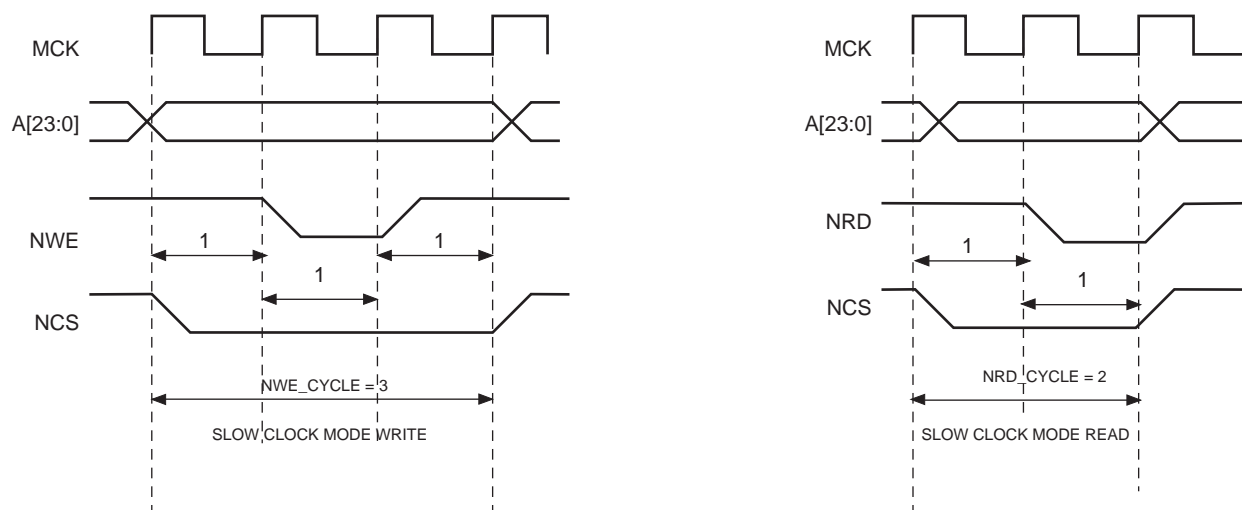 MCK
A[23:0]
NWE
1
1
1
NCS
NWE_CYCLE = 3
SLOW CLOCK MODE WRITE
MCK
A[23:0]
NRD
1
1
NCS
NRD_CYCLE = 2
SLOW CLOCK MODE READ